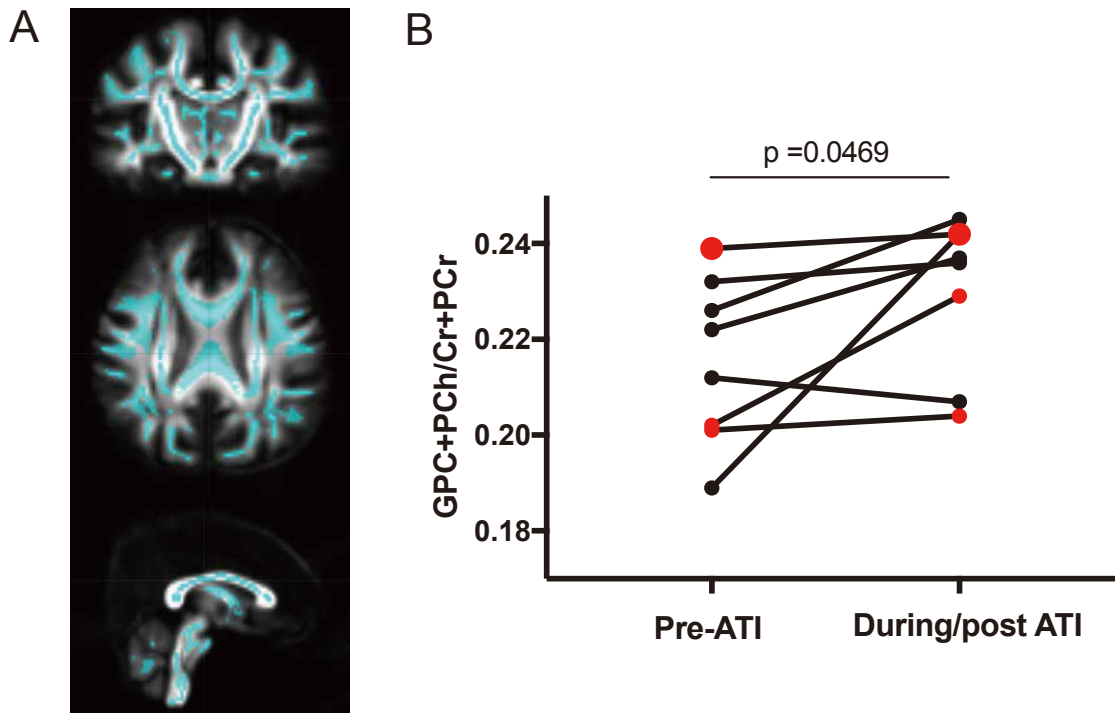 A
B
p =0.0469
GPC+PCh/Cr+PCr
0.24
0.22
0.20
0.18
Pre-ATI
During/post ATI